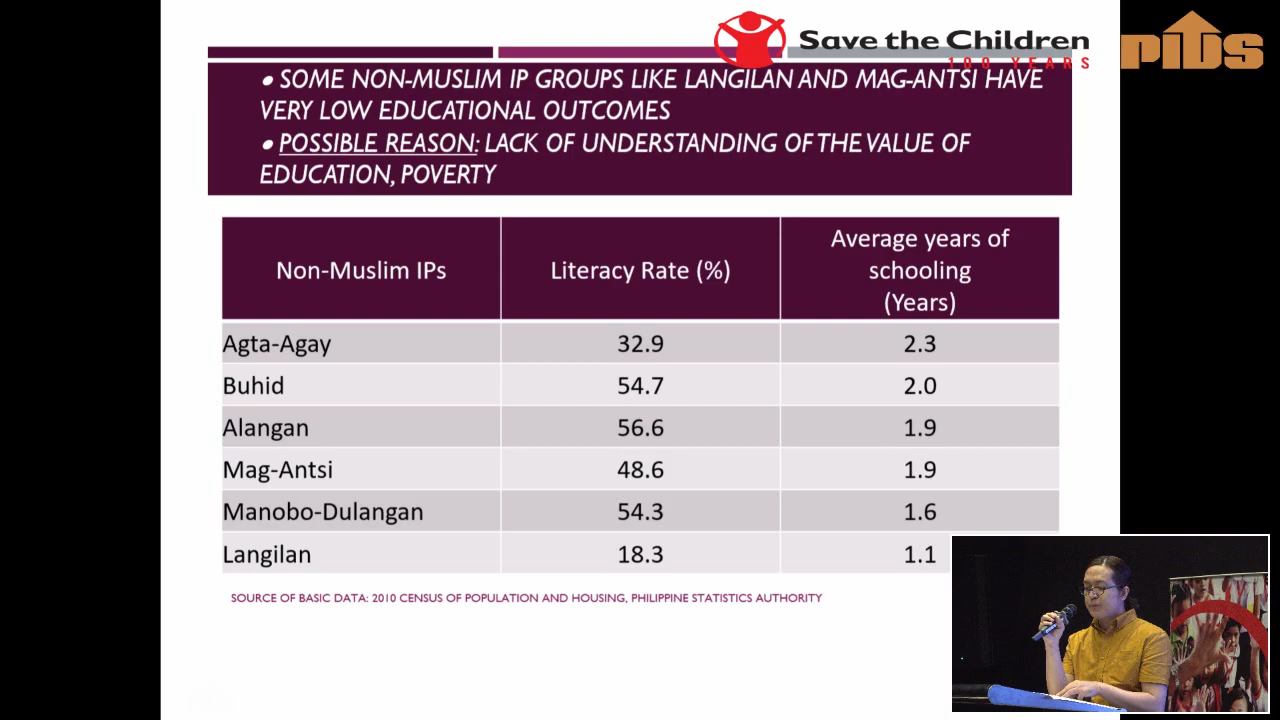 Save the Children
100 YEARS
PIDS
● SOME NON-MUSLIM IP GROUPS LIKE LANGILAN AND MAG-ANTSI HAVE
VERY LOW EDUCATIONAL OUTCOMES
● POSSIBLE REASON: LACK OF UNDERSTANDING OF THE VALUE OF
EDUCATION, POVERTY
Non-Muslim IPs Literacy Rate (%) Average years of
schooling
(Years)
Agta-Agay 32.9 2.3
Buhid 54.7 2.0
Alangan 56.6 1.9
Mag-Antsi 48.6 1.9
Manobo-Dulangan 54.3 1.6
Langilan 18.3 1.1
SOURCE OF BASIC DATA: 2010 CENSUS OF POPULATION AND HOUSING, PHILIPPINE STATISTICS AUTHORITY